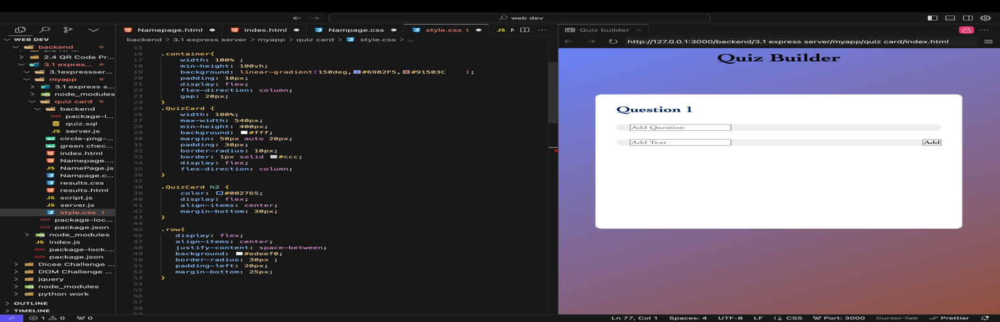 web dev
WEB DEV
backend
2.4 QR Code Pr...
3.1 expres...
3.1expressser...
myapp
3.1 express s...
node_modules
quiz card
backend
package-l...
quiz.sql
server.js
circle-png-...
green chec...
index.html
Namepage....
NamePage.js
Nampage.c...
results.css
results.html
script.js
server.js
style.css 1
package-loc...
package.json
node_modules
index.js
package-lock....
package.json
Dicee Challenge ...
DOM Challenge ...
jquery
node_modules
python work
OUTLINE
TIMELINE
Namepage.html
index.html
Nampage.css
style.css 1
JS
backend > 3.1 express server > myapp > quiz card > style.css > ...
15
16 .container{
17 width: 100% ;
18 min-height: 100vh;
19 background: linear-gradient(150deg, #6982F5, #91503C );
20 padding: 10px;
21 display: flex;
22 flex-direction: column;
23 gap: 20px;
24 }
25 .QuizCard {
26 width: 100%;
27 max-width: 540px;
28 min-height: 400px;
29 background: #fff;
30 margin: 50px auto 20px;
31 padding: 30px;
32 border-radius: 10px;
33 border: 1px solid #ccc;
34 display: flex;
35 flex-direction: column;
36 }
37
38 .QuizCard h2 {
39 color: #002765;
40 display: flex;
41 align-items: center;
42 margin-bottom: 30px;
43 }
44
45 .row{
46 display: flex;
47 align-items: center;
48 justify-content: space-between;
49 background: #edeef0;
50 border-radius: 30px ;
51 padding-left: 20px;
52 margin-bottom: 25px;
53 }
54
55
56
57
58
Quiz builder
http://127.0.0.1:3000/backend/3.1 express server/myapp/quiz card/index.html
Quiz Builder
Question 1
Add Question
Add Text
Add
1 0 0
Ln 77, Col 1 Spaces: 4 UTF-8 LF CSS Port: 3000 Cursor Tab Prettier